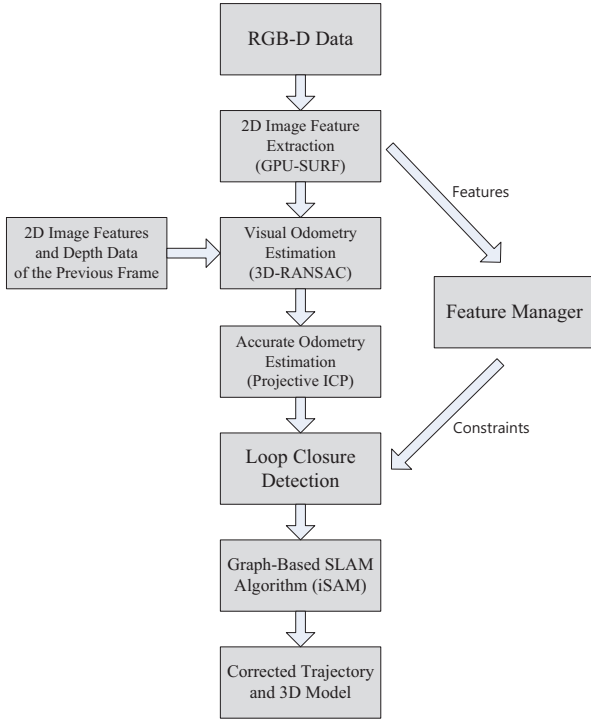 RGB-D Data
2D Image Feature
Extraction
(GPU-SURF)
Features
2D Image Features
and Depth Data
of the Previous Frame
Visual Odometry
Estimation
(3D-RANSAC)
Feature Manager
Accurate Odometry
Estimation
(Projective ICP)
Constraints
Loop Closure
Detection
Graph-Based SLAM
Algorithm (iSAM)
Corrected Trajectory
and 3D Model